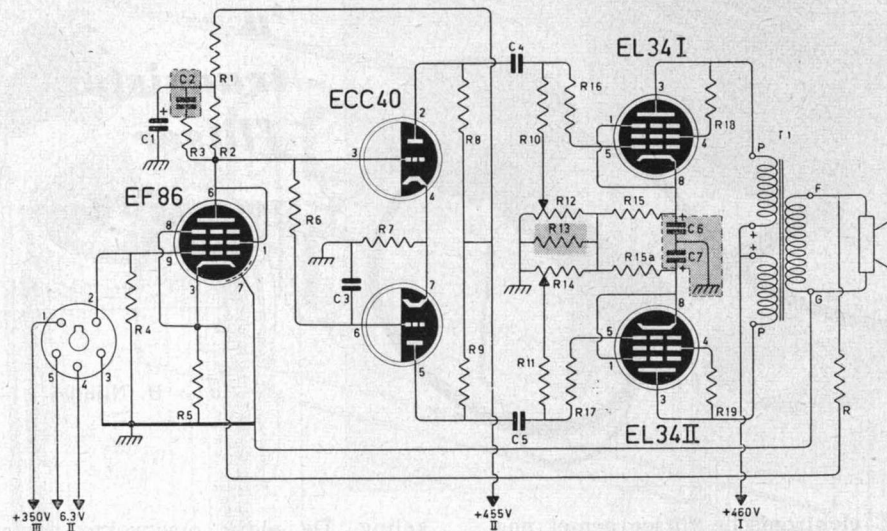 EL34 I
C4
C2
R1
ECC40
3
R16
+
2
1
R18
C1
R3
R2
3
R8
R10
5
4
EF86
6
4
8
R12
R15
+
P
F
8
R6
R7
R13
C6
9
1
C7
3
7
C3
7
R14
R15a
+
+
+
2
R4
6
8
G
1
R9
5
4
P
5
4
3
R5
5
R11
R17
1
3
R19
R
C5
EL34 II
+350V
III
6.3V
II
+455V
II
+460V
I